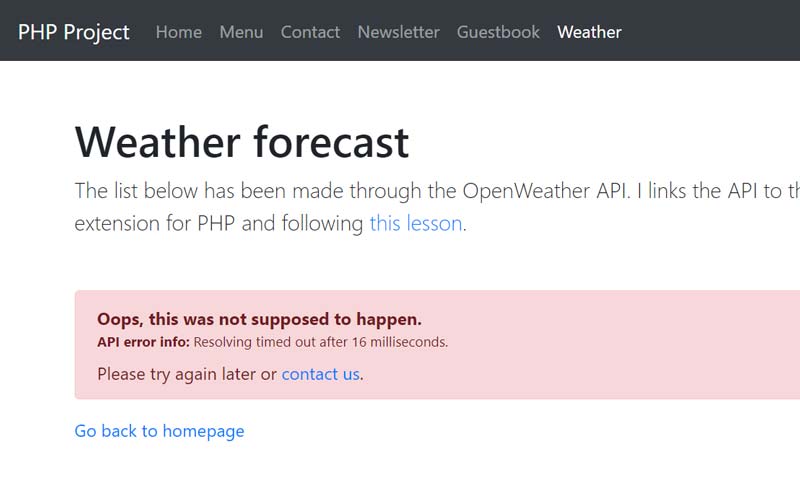 PHP Project Home Menu Contact Newsletter Guestbook Weather
Weather forecast
The list below has been made through the OpenWeather API. I links the API to
extension for PHP and following this lesson.
Oops, this was not supposed to happen.
API error info: Resolving timed out after 16 milliseconds.
Please try again later or contact us.
Go back to homepage